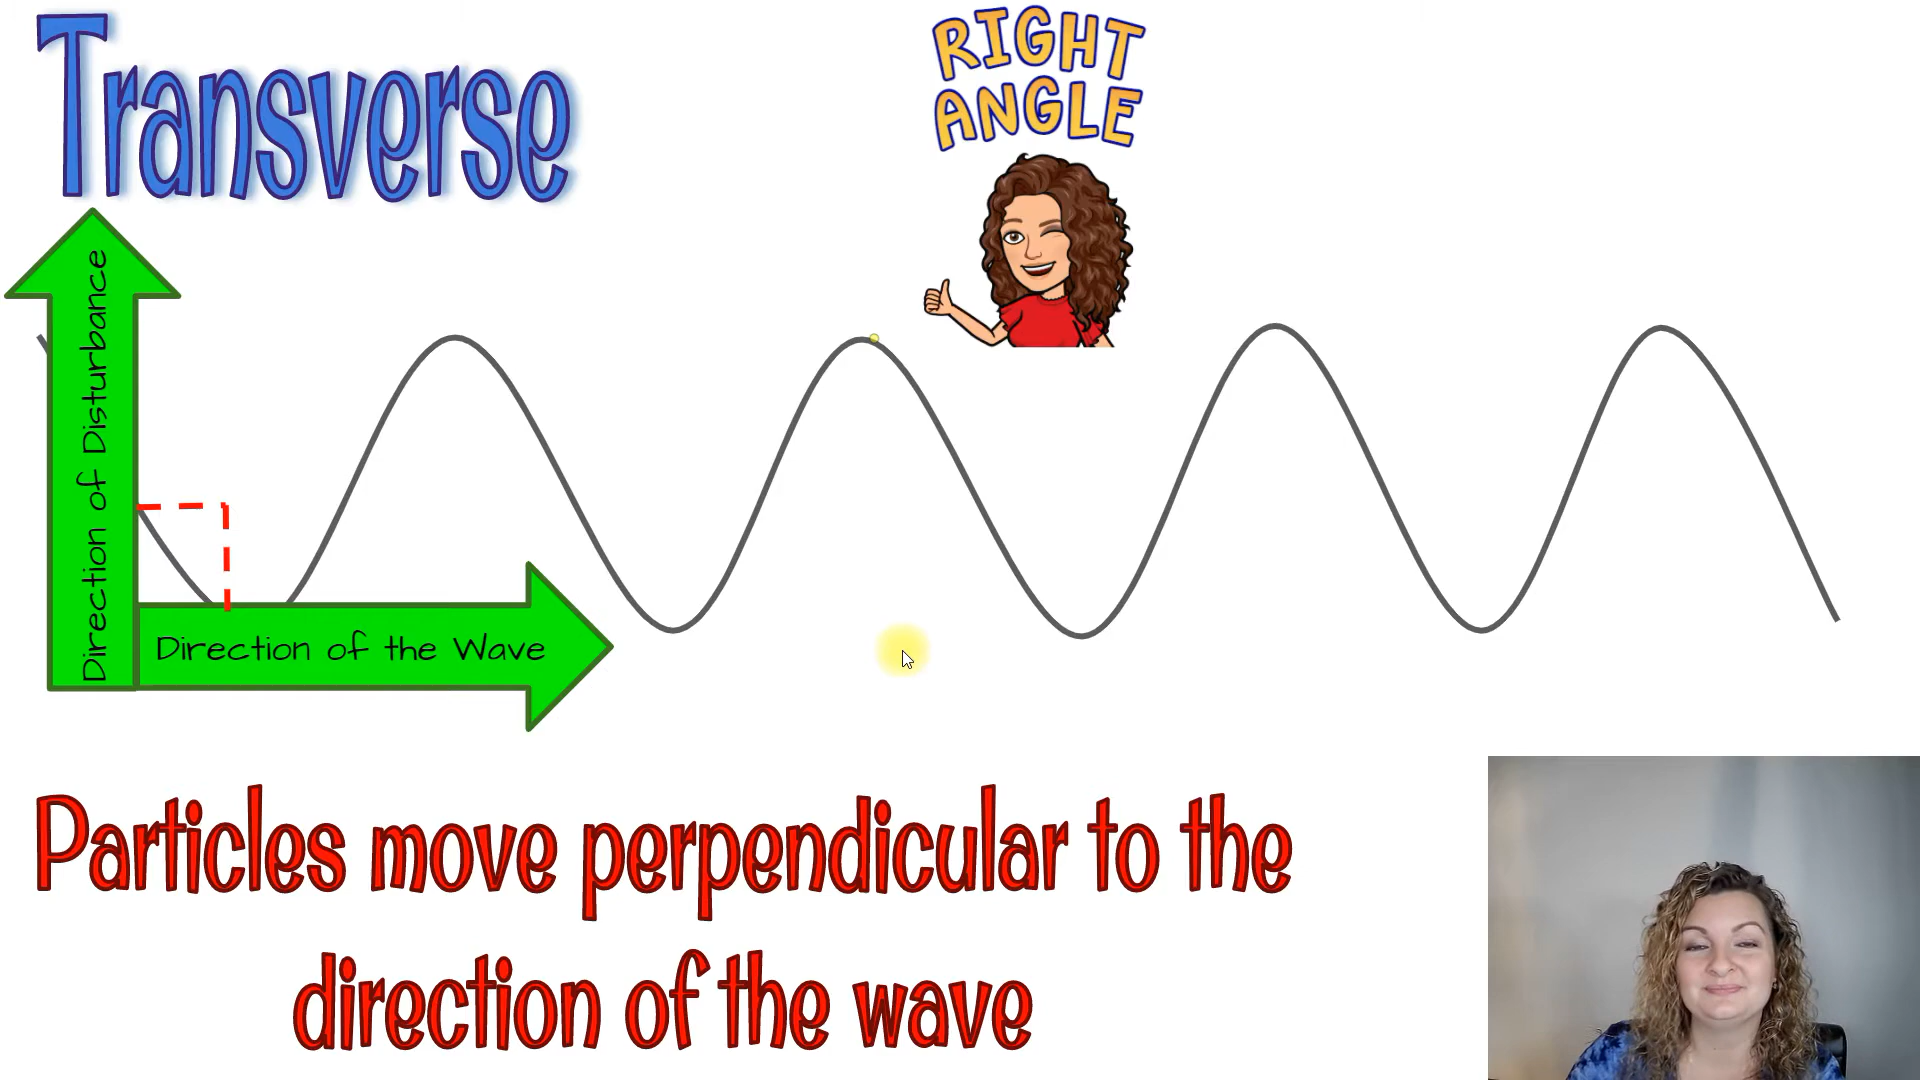 Transverse
RIGHT
ANGLE
Direction of Disturbance
Direction of the Wave
Particles move perpendicular to the
direction of the wave